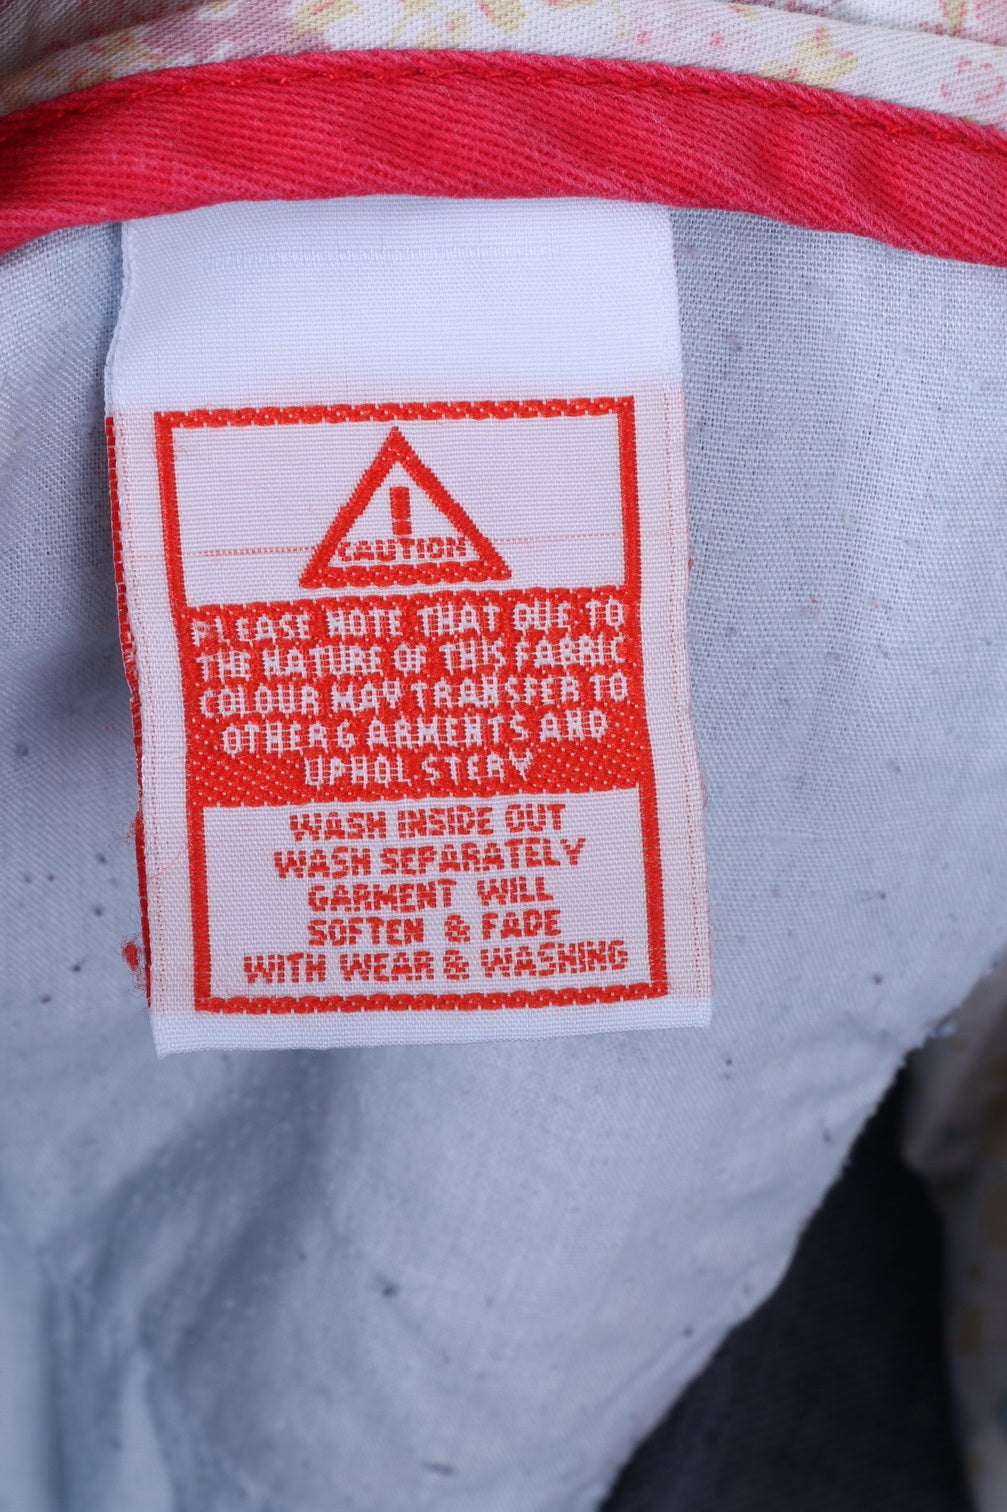 !
CAUTION
PLEASE NOTE THAT DUE TO
THE NATURE OF THIS FABRIC
COLOUR MAY TRANSFER TO
OTHER GARMENTS AND
UPHOLSTERY
WASH INSIDE OUT
WASH SEPARATELY
GARMENT WILL
SOFTEN & FADE
WITH WEAR & WASHING